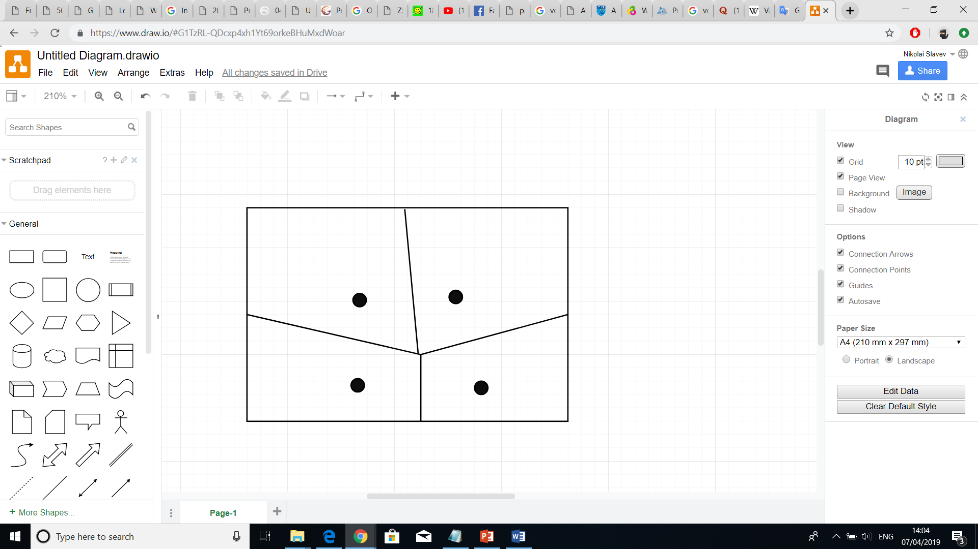 https://www.draw.io/#G1TzRL-QDcxp4xh1Yt69orkeBHuMxdWoar
Untitled Diagram.drawio
Nikolai Slavev
File Edit View Arrange Extras Help All changes saved in Drive
Share
210%
Search Shapes
Diagram
Scratchpad
Drag elements here
General
Text
View
Grid 10 pt
Page View
Background Image
Shadow
Options
Connection Arrows
Connection Points
Guides
Autosave
Paper Size
A4 (210 mm x 297 mm)
Portrait Landscape
Edit Data
Clear Default Style
+ More Shapes...
Page-1
Type here to search
ENG
14:04
07/04/2019
3